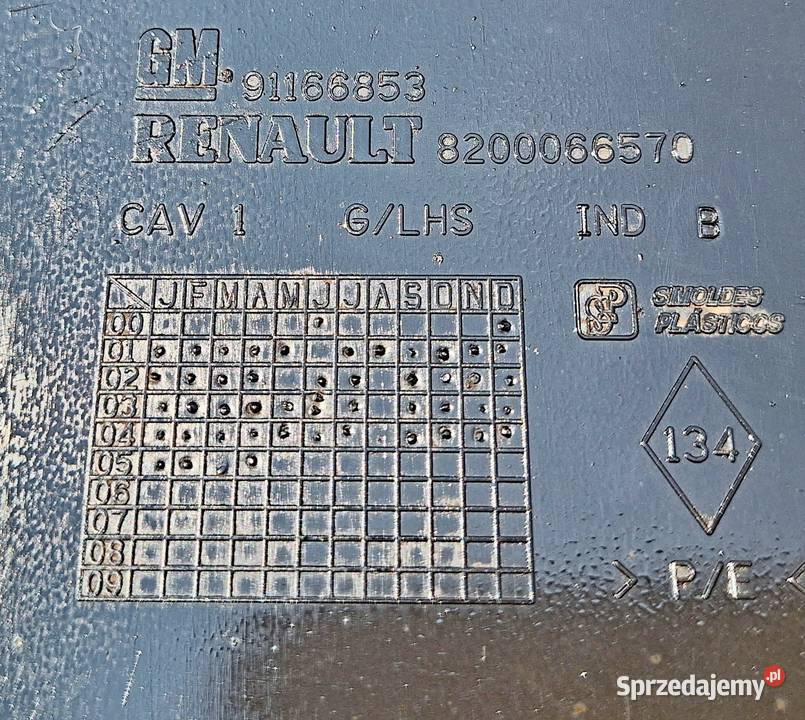 GM. 91166853
RENAULT 8200066570
CAV 1 G/LHS IND B
J F M A M J J A S O N D
00
01
02
03
04
05
06
07
08
09
SP
SIMOLDES
PLÁSTICOS
134
> P/E <
Sprzedajemy.pl